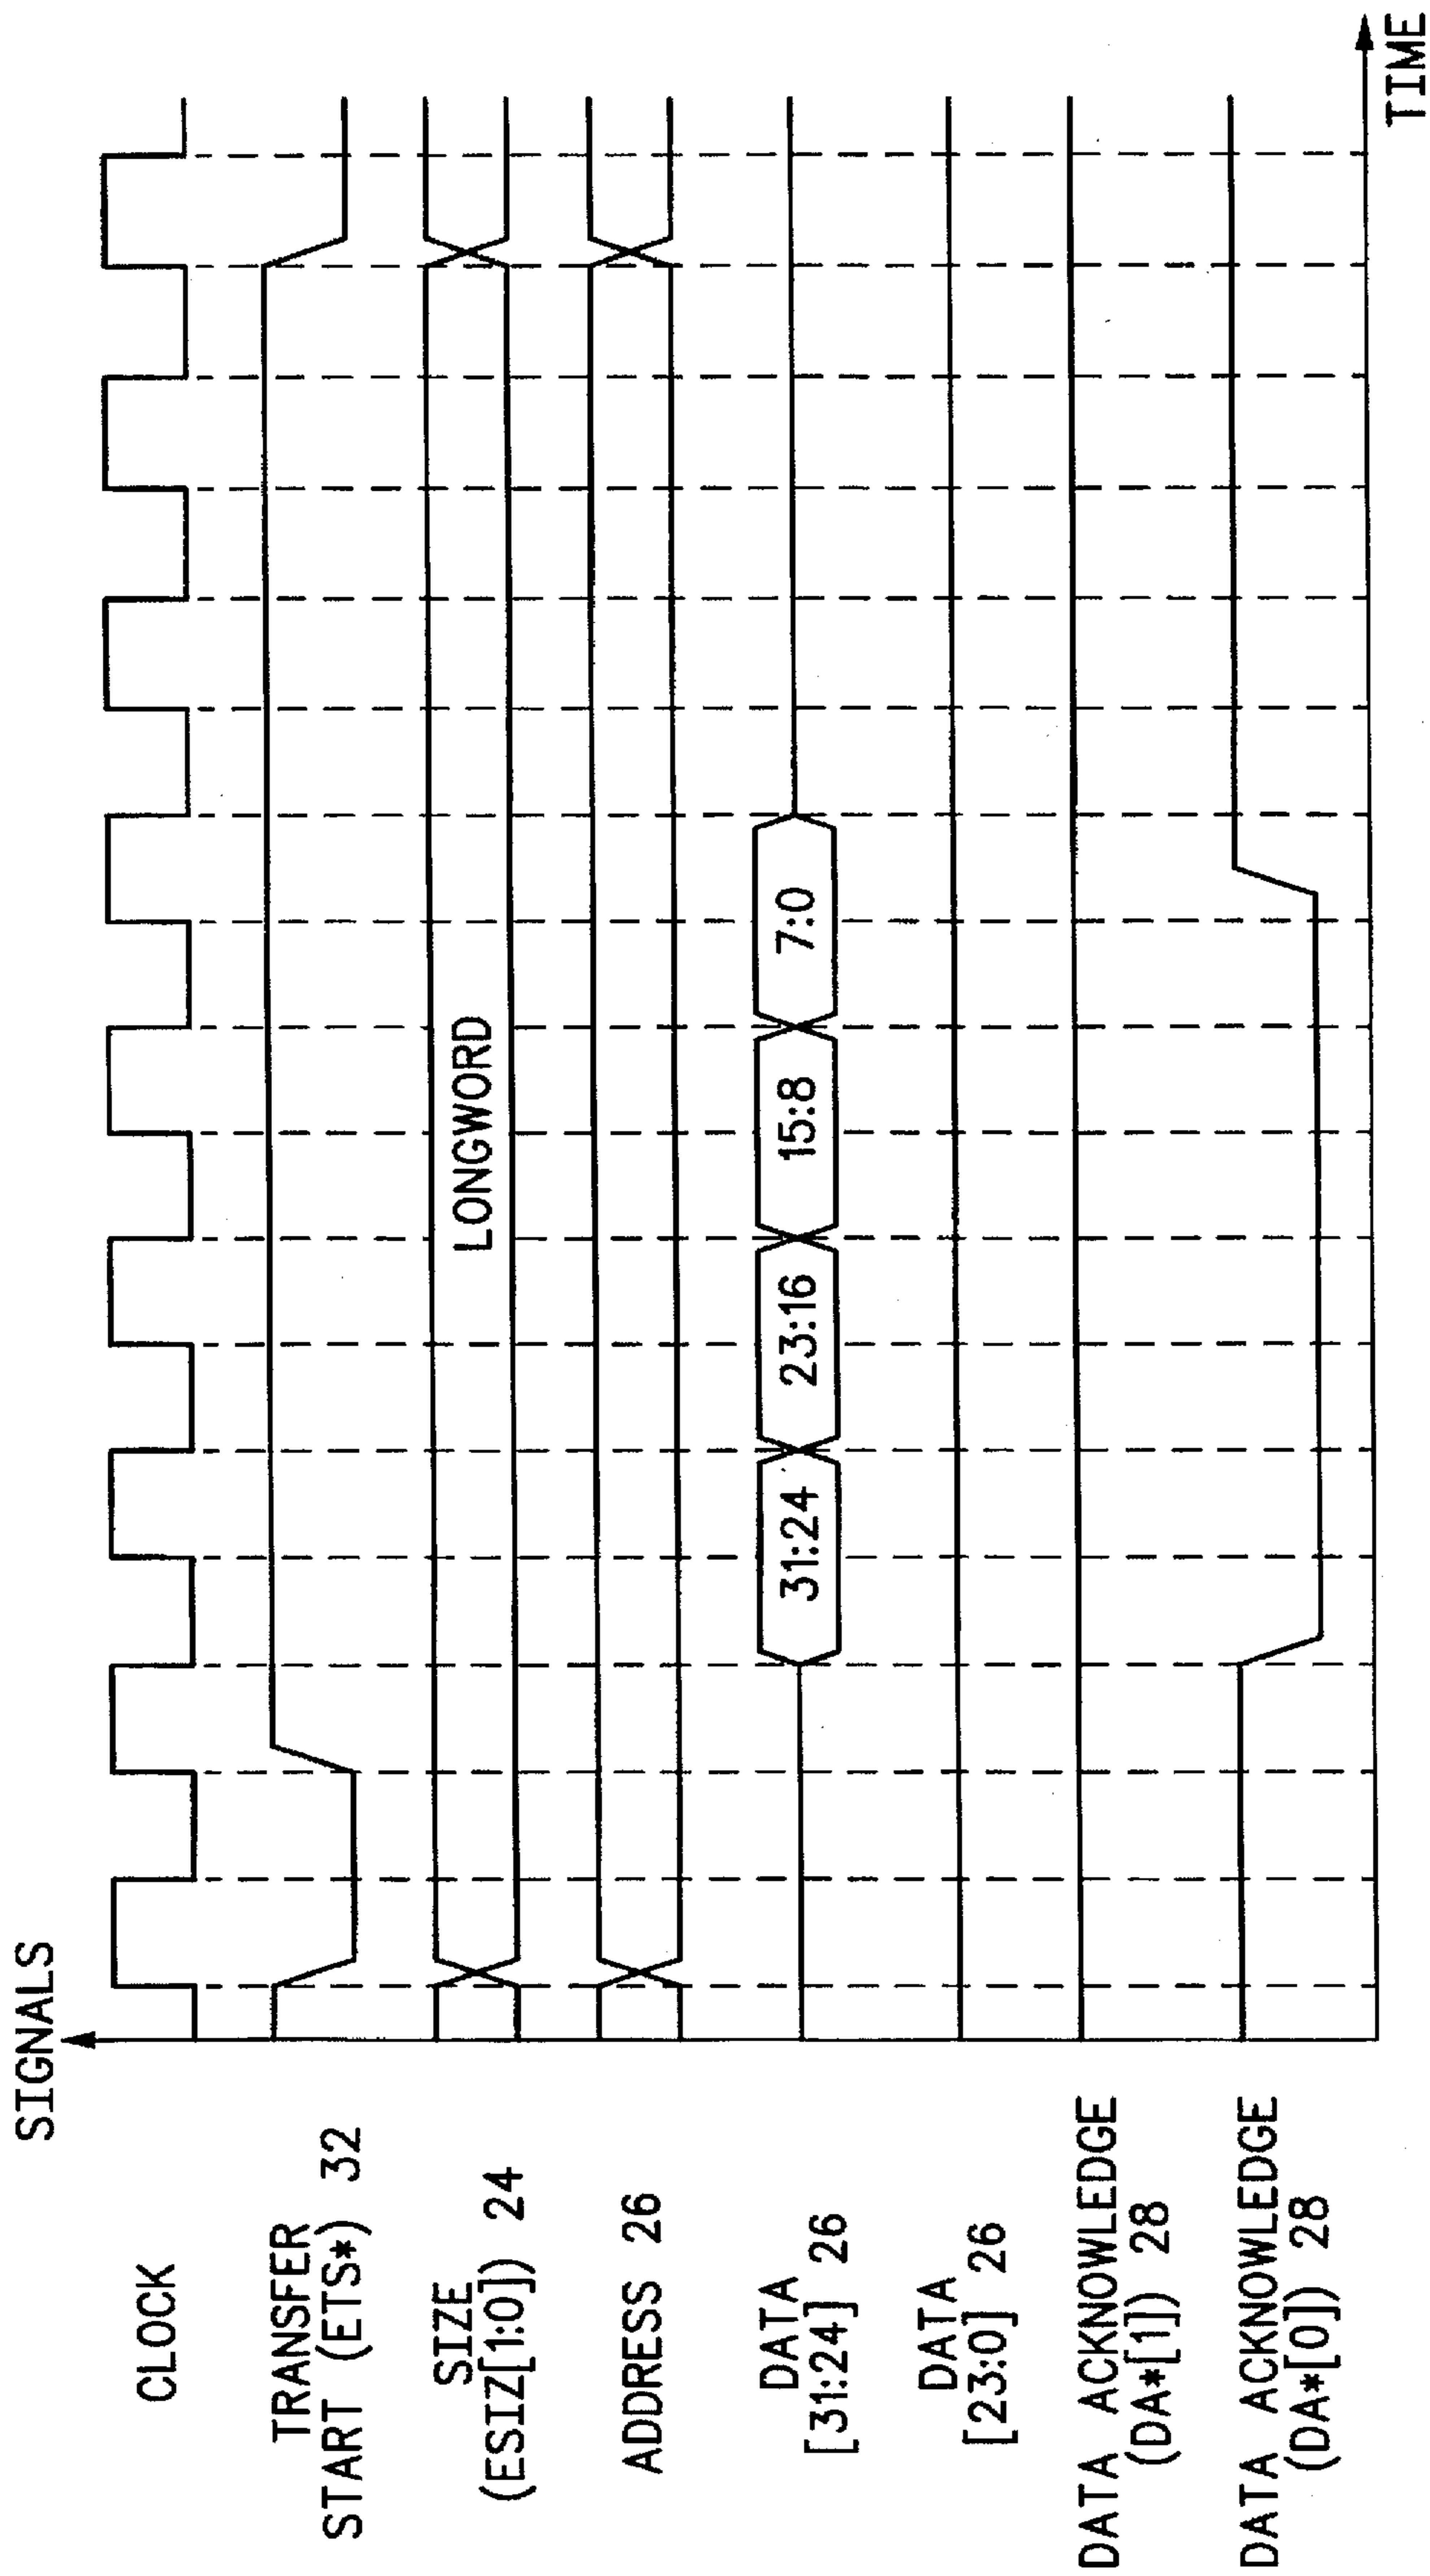 SIGNALS
CLOCK
TRANSFER
START (ETS*) 32
SIZE
(ESIZ[1:0]) 24
LONGWORD
ADDRESS 26
DATA
[31:24] 26
31:24
23:16
15:8
7:0
DATA
[23:0] 26
DATA ACKNOWLEDGE
(DA*[1]) 28
DATA ACKNOWLEDGE
(DA*[0]) 28
TIME